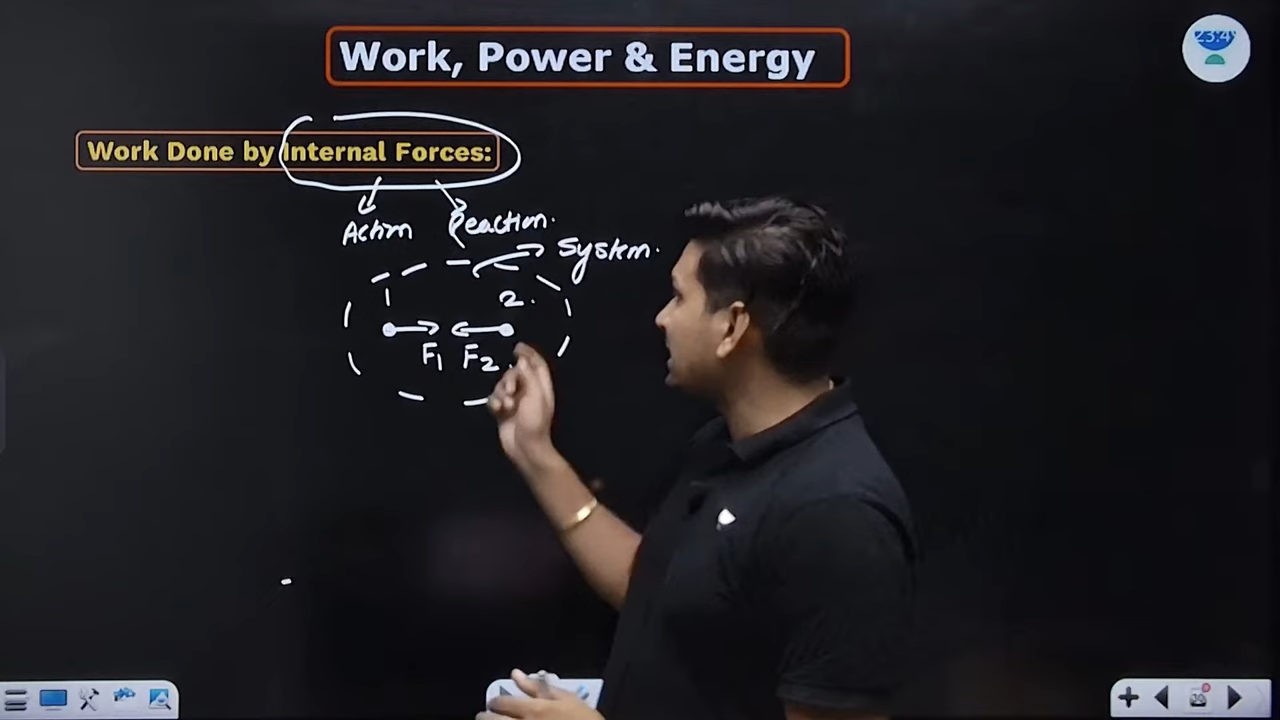 Work, Power & Energy
Work Done by Internal Forces:
Action Reaction.
System.
1 2.
F1 F2